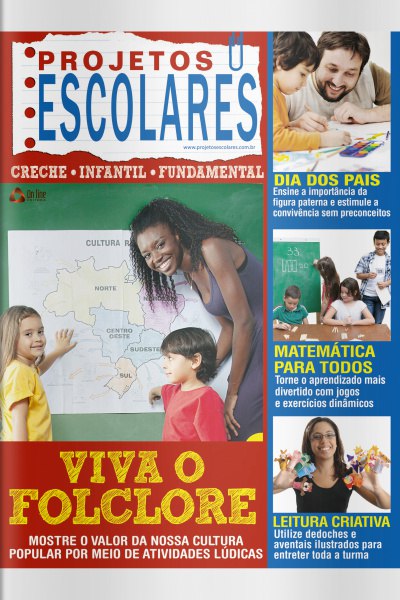 PROJETOS
ESCOLARES
www.projetosescolares.com.br
CRECHE • INFANTIL • FUNDAMENTAL
On line
EDITORA
CULTURA R
NORTE
NORDES
CENTRO
OESTE
SUDESTE
SUL
VIVA O
FOLCLORE
MOSTRE O VALOR DA NOSSA CULTURA
POPULAR POR MEIO DE ATIVIDADES LÚDICAS
DIA DOS PAIS
Ensine a importância da
figura paterna e estimule a
convivência sem preconceitos
MATEMÁTICA
PARA TODOS
Torne o aprendizado mais
divertido com jogos
e exercícios dinâmicos
LEITURA CRIATIVA
Utilize dedoches e
aventais ilustrados para
entreter toda a turma